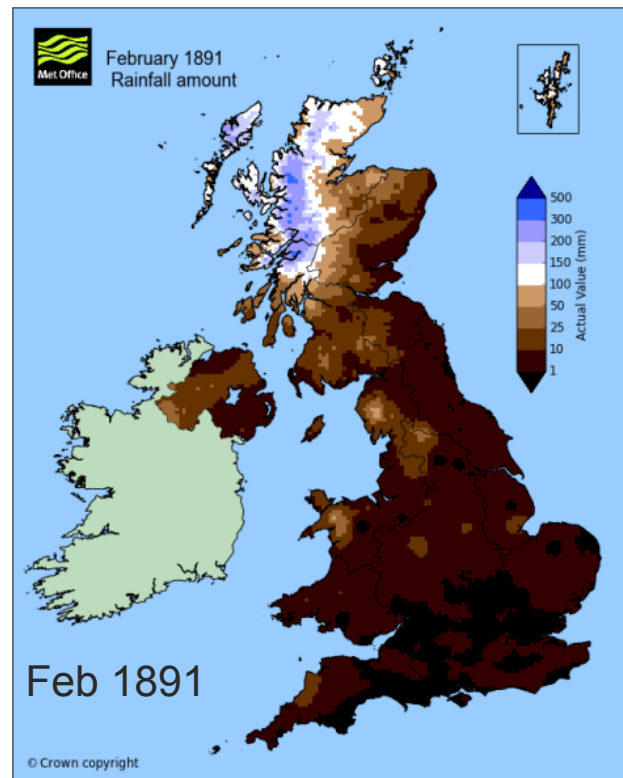 Met Office
February 1891
Rainfall amount
500
300
200
150
100
50
25
10
1
Actual Value (mm)
Feb 1891
© Crown copyright